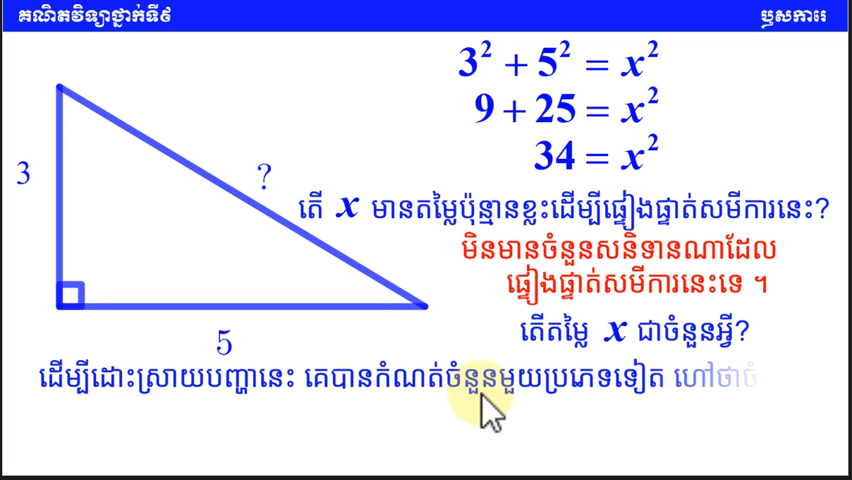 គណិតវិទ្យាថ្នាក់ទី៩
ឫសការេ
3² + 5² = x²
9 + 25 = x²
34 = x²
3
?
5
តើ x មានតម្លៃប៉ុន្មានខ្លះដើម្បីផ្ទៀងផ្ទាត់សមីការនេះ?
មិនមានចំនួនសនិទានណាដែល
ផ្ទៀងផ្ទាត់សមីការនេះទេ ។
តើតម្លៃ x ជាចំនួនអ្វី?
ដើម្បីដោះស្រាយបញ្ហានេះ គេបានកំណត់ចំនួនមួយប្រភេទទៀត ហៅថាចំ